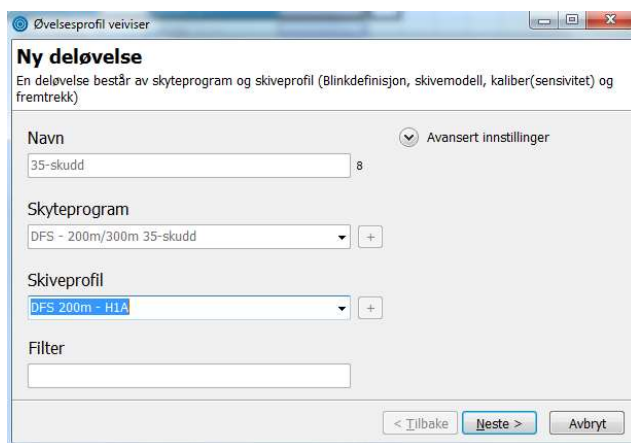 Øvelsesprofil veiviser
Ny deløvelse
En deløvelse består av skyteprogram og skiveprofil (Blinkdefinisjon, skivemodell, kaliber(sensivitet) og
fremtrekk)
Navn
Avansert innstillinger
35-skudd
8
Skyteprogram
DFS - 200m/300m 35-skudd
+
Skiveprofil
DFS 200m - H1A
+
Filter
< Tilbake
Neste >
Avbryt